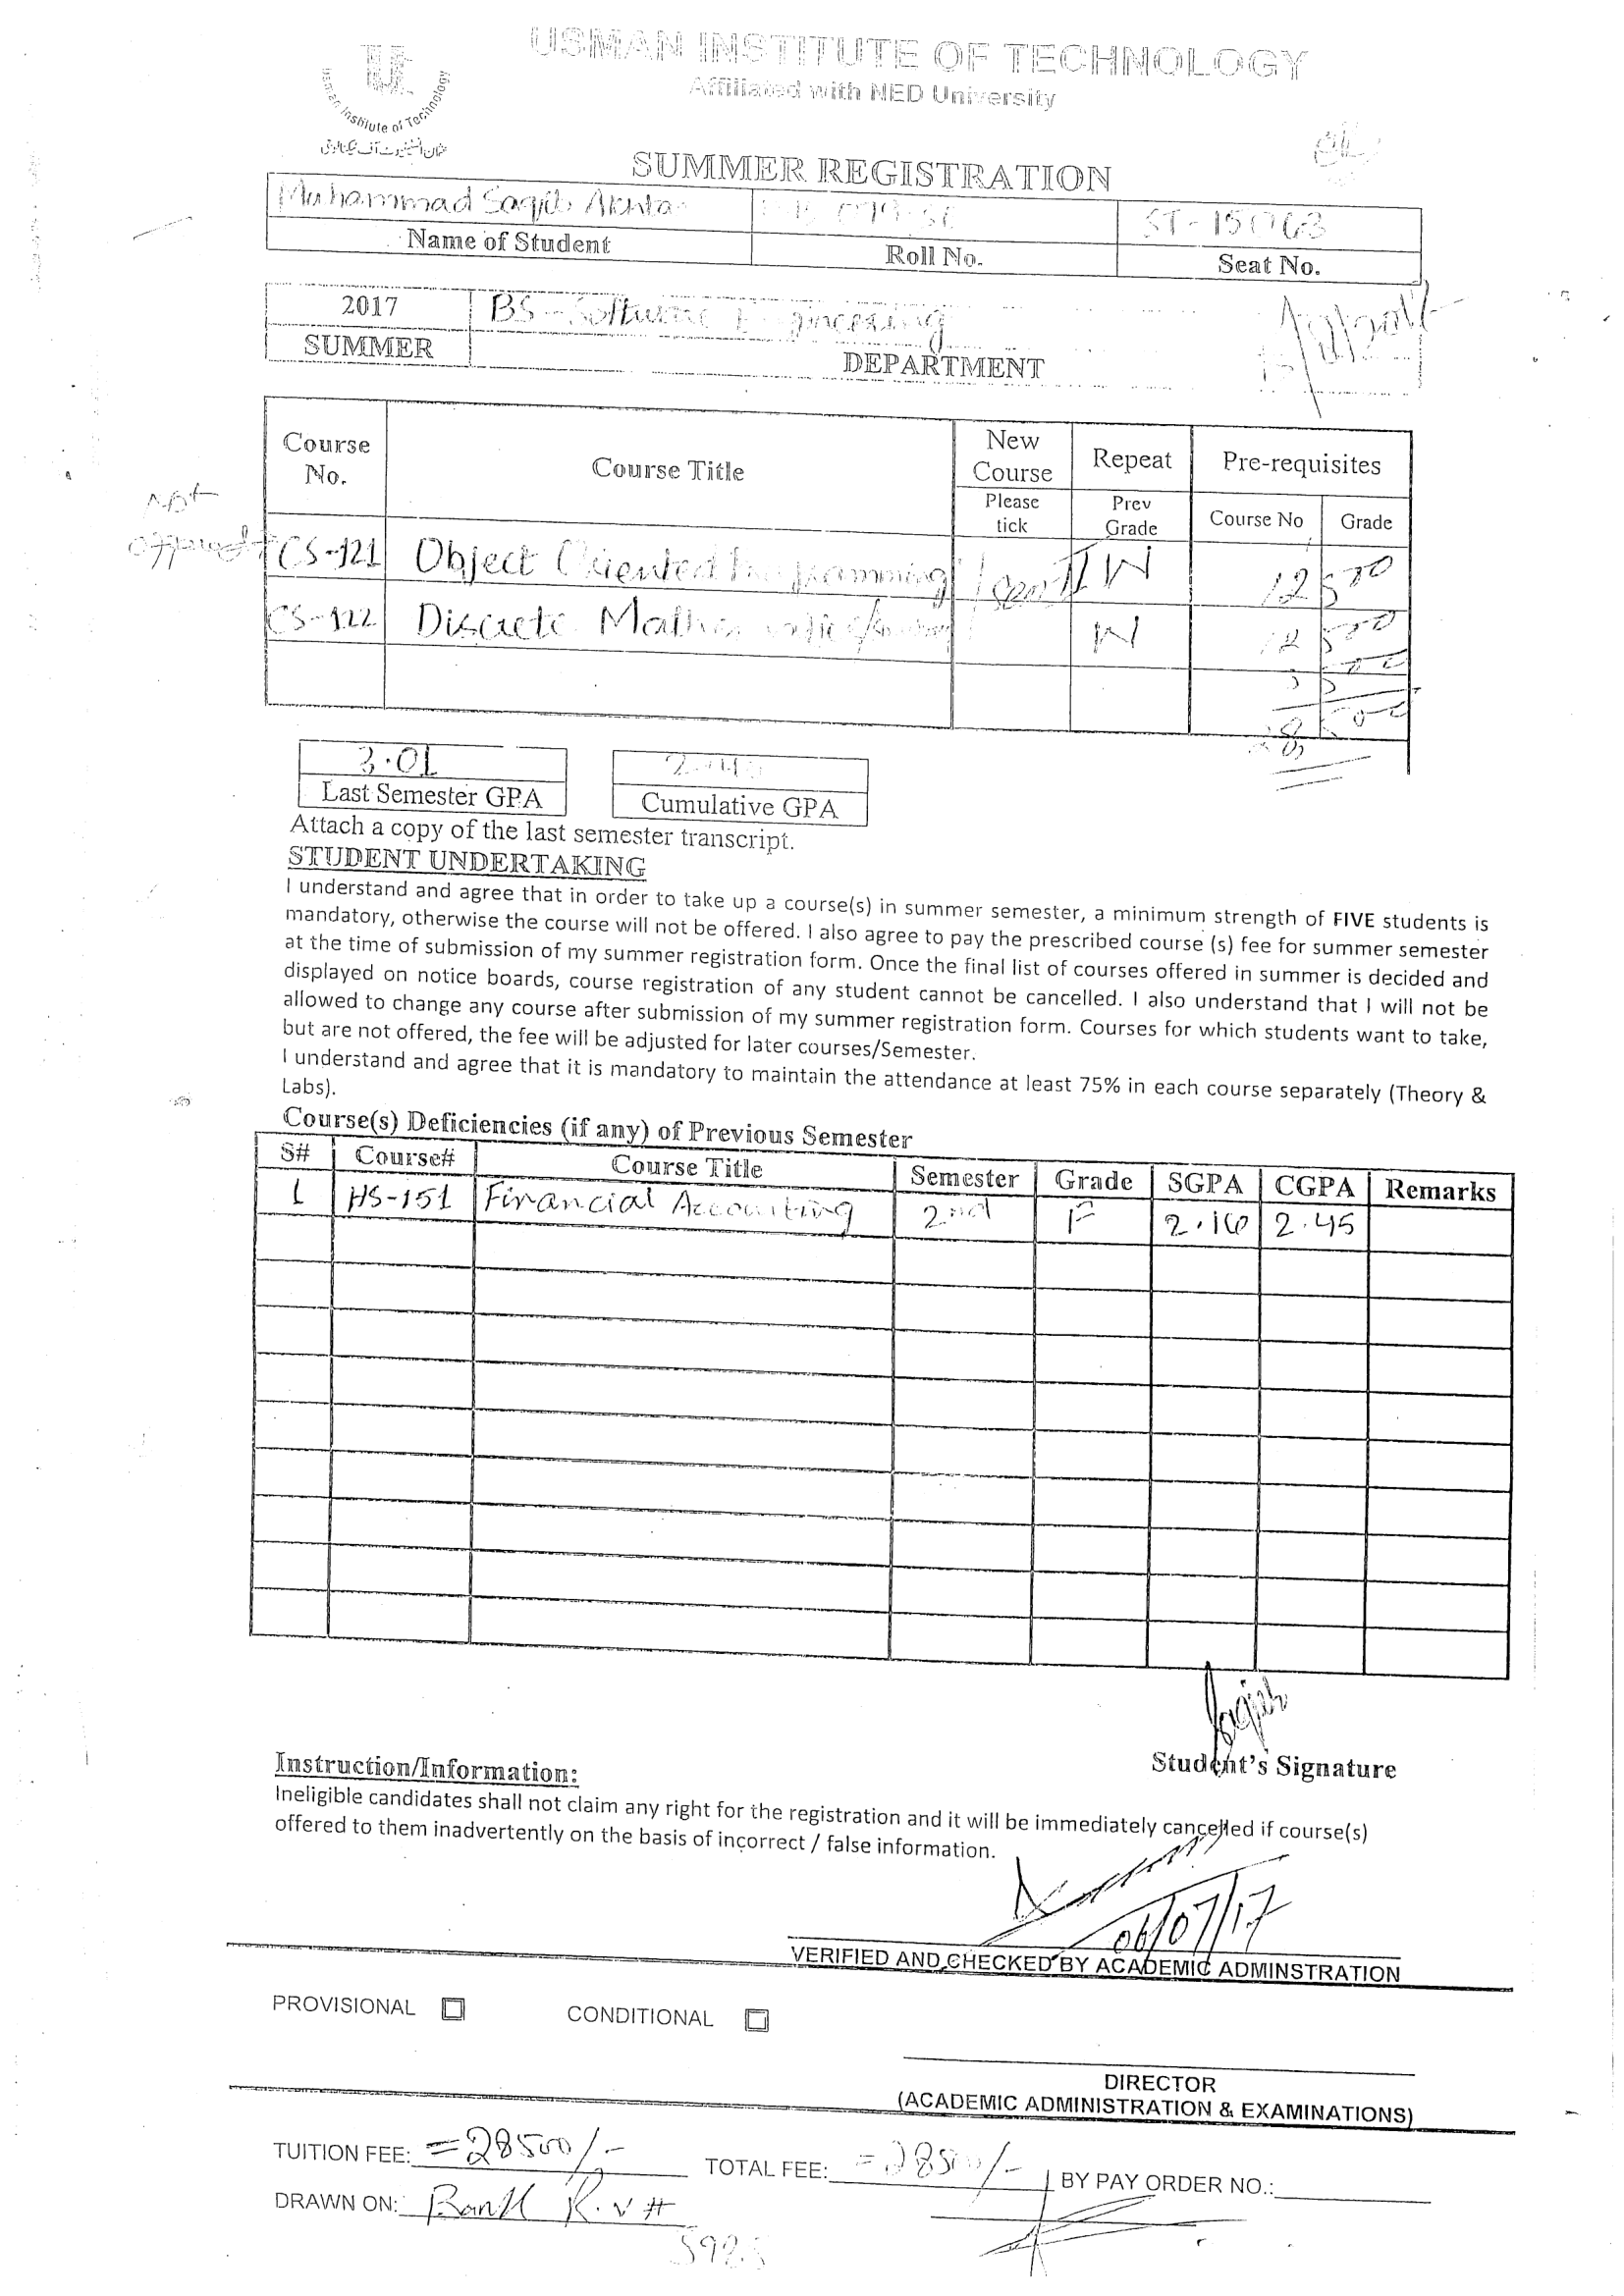 USMAN INSTITUTE OF TECHNOLOGY
Affiliated with NED University
Usman Institute of Technology
SUMMER REGISTRATION
Muhammad Saqib Akhtar ST-15063
Name of Student Roll No. Seat No.
2017 BS-Software Engineering
SUMMER DEPARTMENT
Course No. Course Title New Course Repeat Pre-requisites
Please tick Prev Grade Course No Grade
Not
CS-121 Object Oriented Programming W 12500
CS-122 Discrete W 12500
3.01
Last Semester GPA Cumulative GPA
Attach a copy of the last semester transcript.
STUDENT UNDERTAKING
I understand and agree that in order to take up a course(s) in summer semester, a minimum strength of FIVE students is
mandatory, otherwise the course will not be offered. I also agree to pay the prescribed course (s) fee for summer semester
at the time of submission of my summer registration form. Once the final list of courses offered in summer is decided and
displayed on notice boards, course registration of any student cannot be cancelled. I also understand that I will not be
allowed to change any course after submission of my summer registration form. Courses for which students want to take,
but are not offered, the fee will be adjusted for later courses/Semester.
I understand and agree that it is mandatory to maintain the attendance at least 75% in each course separately (Theory &
Labs).
Course(s) Deficiencies (if any) of Previous Semester
S# Course# Course Title Semester Grade SGPA CGPA Remarks
1 HS-151 Financial Accounting 2nd F 2.16 2.45
Student's Signature
Instruction/Information:
Ineligible candidates shall not claim any right for the registration and it will be immediately cancelled if course(s)
offered to them inadvertently on the basis of incorrect / false information.
06/07/17
VERIFIED AND CHECKED BY ACADEMIC ADMINSTRATION
PROVISIONAL CONDITIONAL
DIRECTOR
(ACADEMIC ADMINISTRATION & EXAMINATIONS)
TUITION FEE: =28500/- TOTAL FEE: =28500/- BY PAY ORDER NO.:
DRAWN ON: Bank R.v #